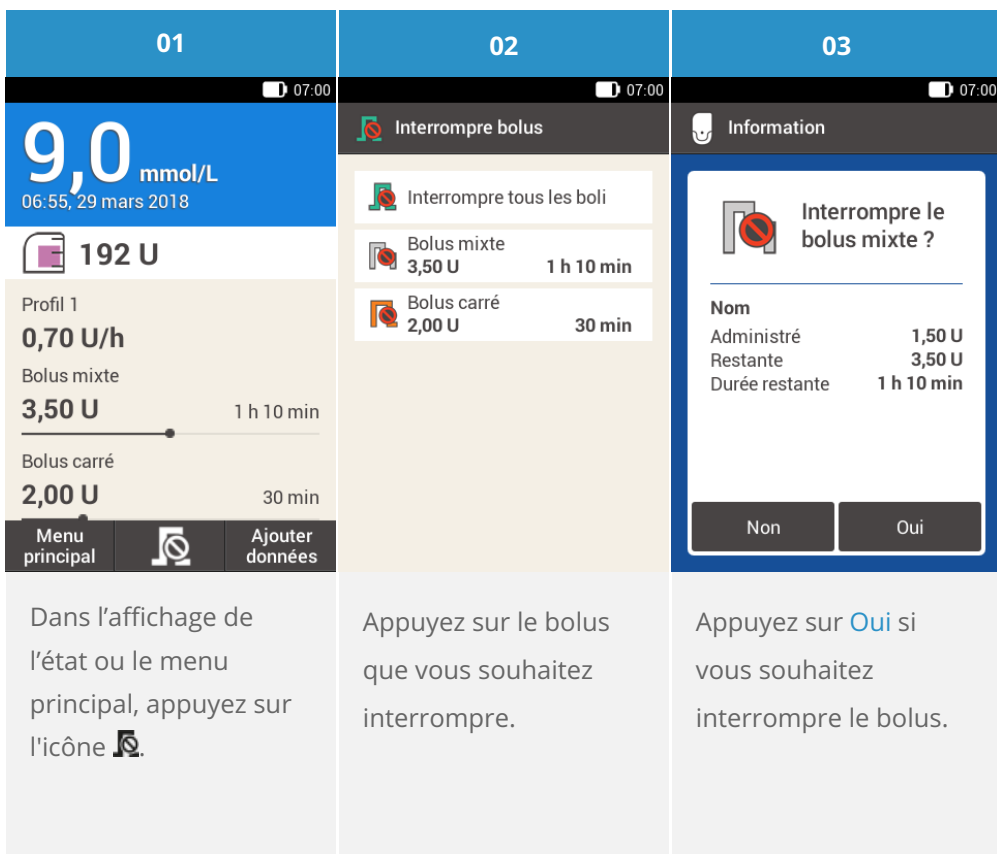 01
07:00
9,0 mmol/L
06:55, 29 mars 2018
192 U
Profil 1
0,70 U/h
Bolus mixte
3,50 U 1 h 10 min
Bolus carré
2,00 U 30 min
Menu
principal
Ajouter
données
Dans l’affichage de
l’état ou le menu
principal, appuyez sur
l'icône .
02
07:00
Interrompre bolus
Interrompre tous les boli
Bolus mixte
3,50 U 1 h 10 min
Bolus carré
2,00 U 30 min
Appuyez sur le bolus
que vous souhaitez
interrompre.
03
07:00
Information
Interrompre le
bolus mixte ?
Nom
Administré 1,50 U
Restante 3,50 U
Durée restante 1 h 10 min
Non
Oui
Appuyez sur Oui si
vous souhaitez
interrompre le bolus.